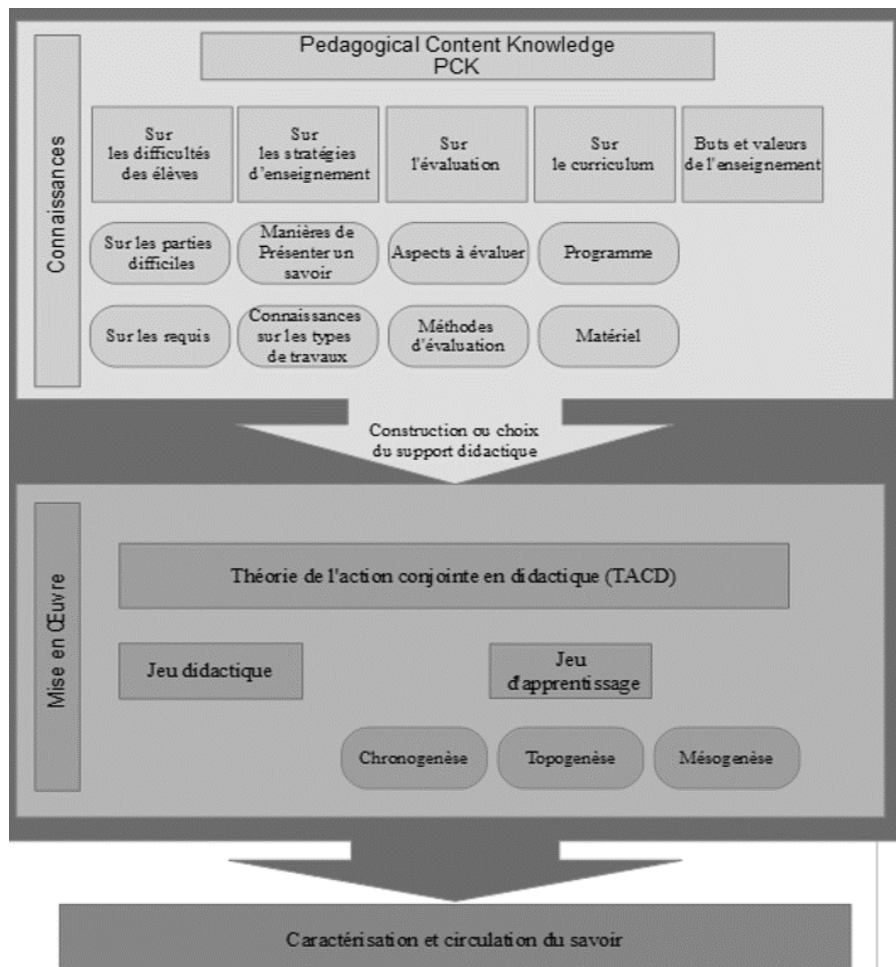 Pedagogical Content Knowledge
PCK
Connaissances
Sur
les difficultés
des élèves
Sur
les stratégies
d'enseignement
Sur
l'évaluation
Sur
le curriculum
Buts et valeurs
de l'enseignement
Sur les parties
difficiles
Manières de
Présenter un
savoir
Aspects à évaluer
Programme
Sur les requis
Connaissances
sur les types
de travaux
Méthodes
d'évaluation
Matériel
Construction ou choix
du support didactique
Mise en Œuvre
Théorie de l'action conjointe en didactique (TACD)
Jeu didactique
Jeu
d'apprentissage
Chronogenèse
Topogenèse
Mésogenèse
Caractérisation et circulation du savoir